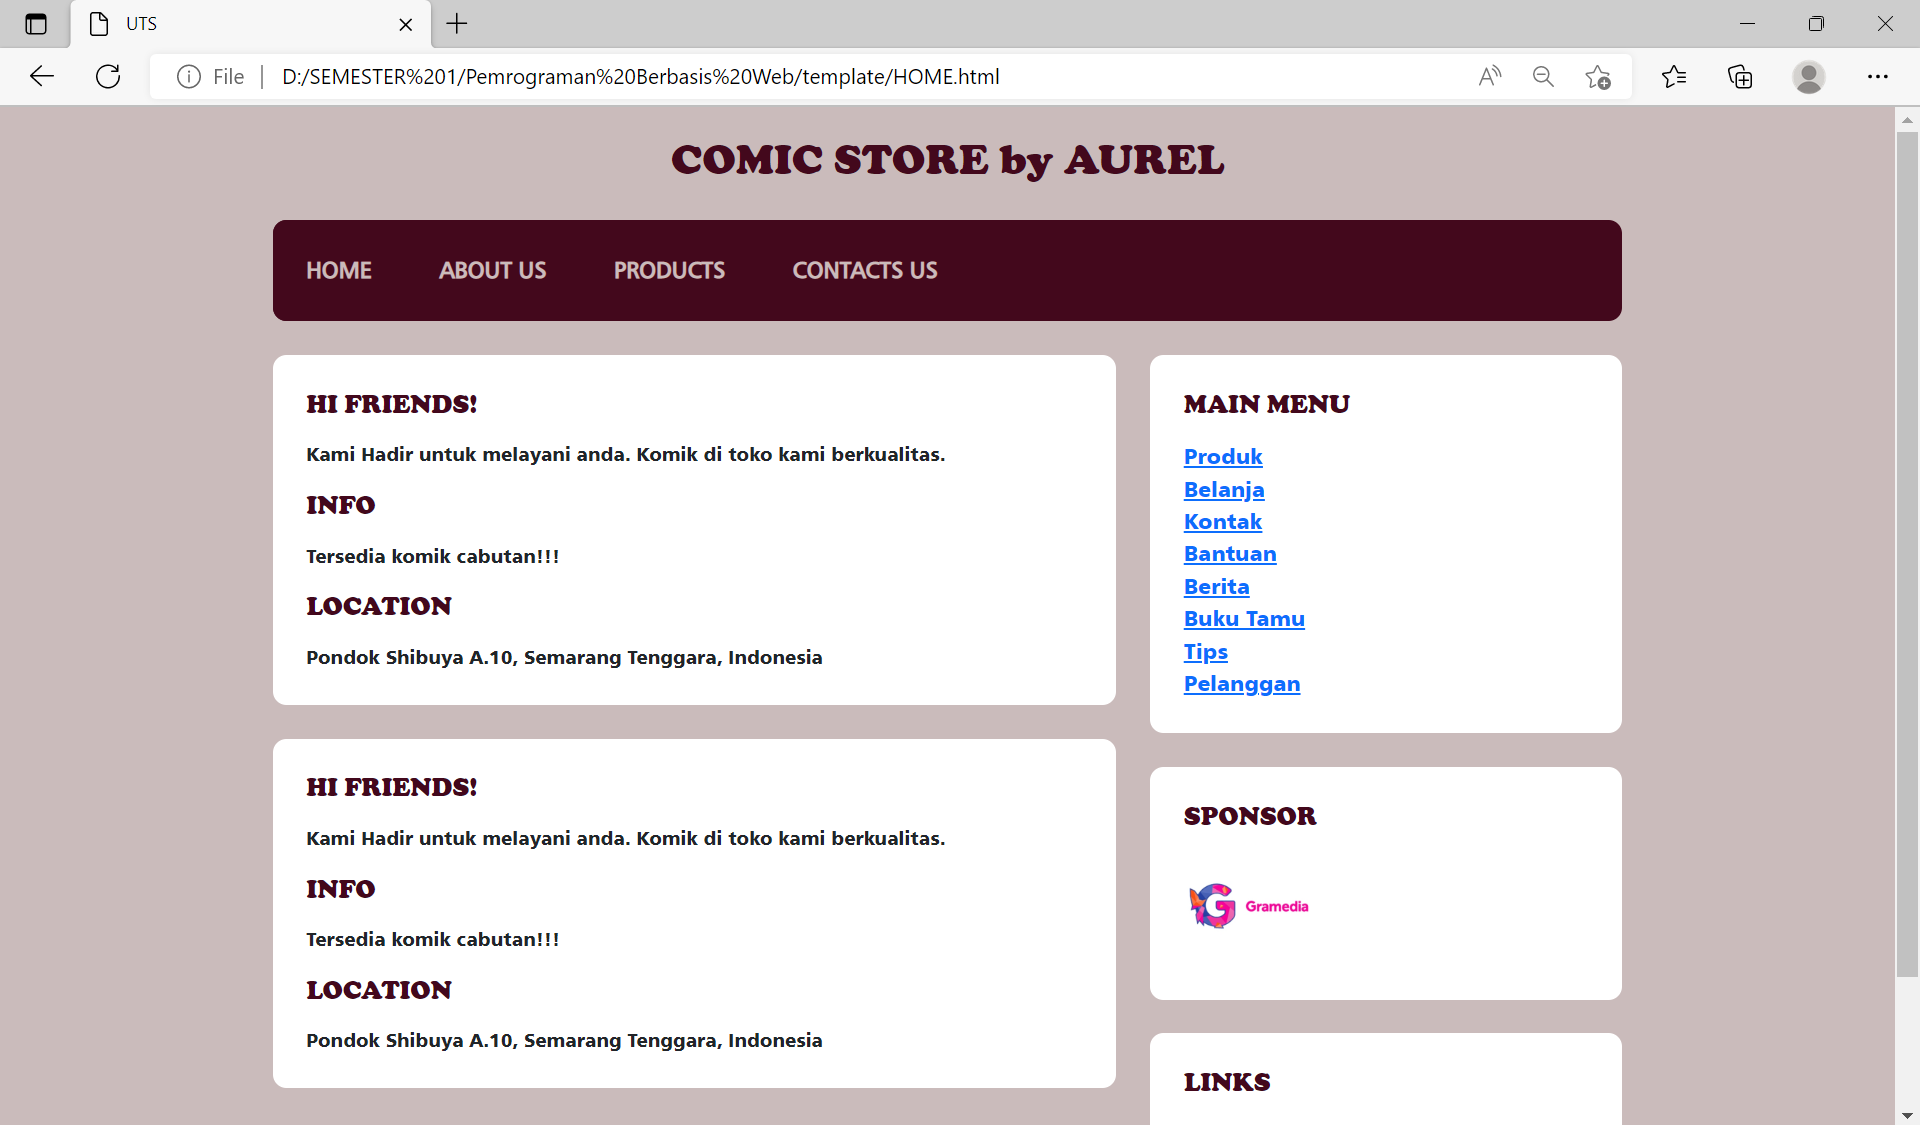 UTS
File
D:/SEMESTER%201/Pemrograman%20Berbasis%20Web/template/HOME.html
COMIC STORE by AUREL
HOME ABOUT US PRODUCTS CONTACTS US
HI FRIENDS!
Kami Hadir untuk melayani anda. Komik di toko kami berkualitas.
INFO
Tersedia komik cabutan!!!
LOCATION
Pondok Shibuya A.10, Semarang Tenggara, Indonesia
HI FRIENDS!
Kami Hadir untuk melayani anda. Komik di toko kami berkualitas.
INFO
Tersedia komik cabutan!!!
LOCATION
Pondok Shibuya A.10, Semarang Tenggara, Indonesia
MAIN MENU
Produk
Belanja
Kontak
Bantuan
Berita
Buku Tamu
Tips
Pelanggan
SPONSOR
G Gramedia
LINKS